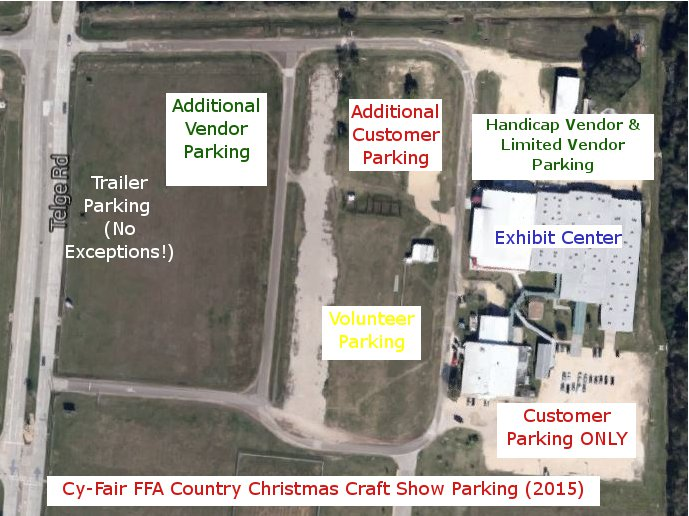 Additional
Vendor
Parking
Additional
Customer
Parking
Handicap Vendor &
Limited Vendor
Parking
Telge Rd
Trailer
Parking
(No
Exceptions!)
Exhibit Center
Volunteer
Parking
Customer
Parking ONLY
Cy-Fair FFA Country Christmas Craft Show Parking (2015)